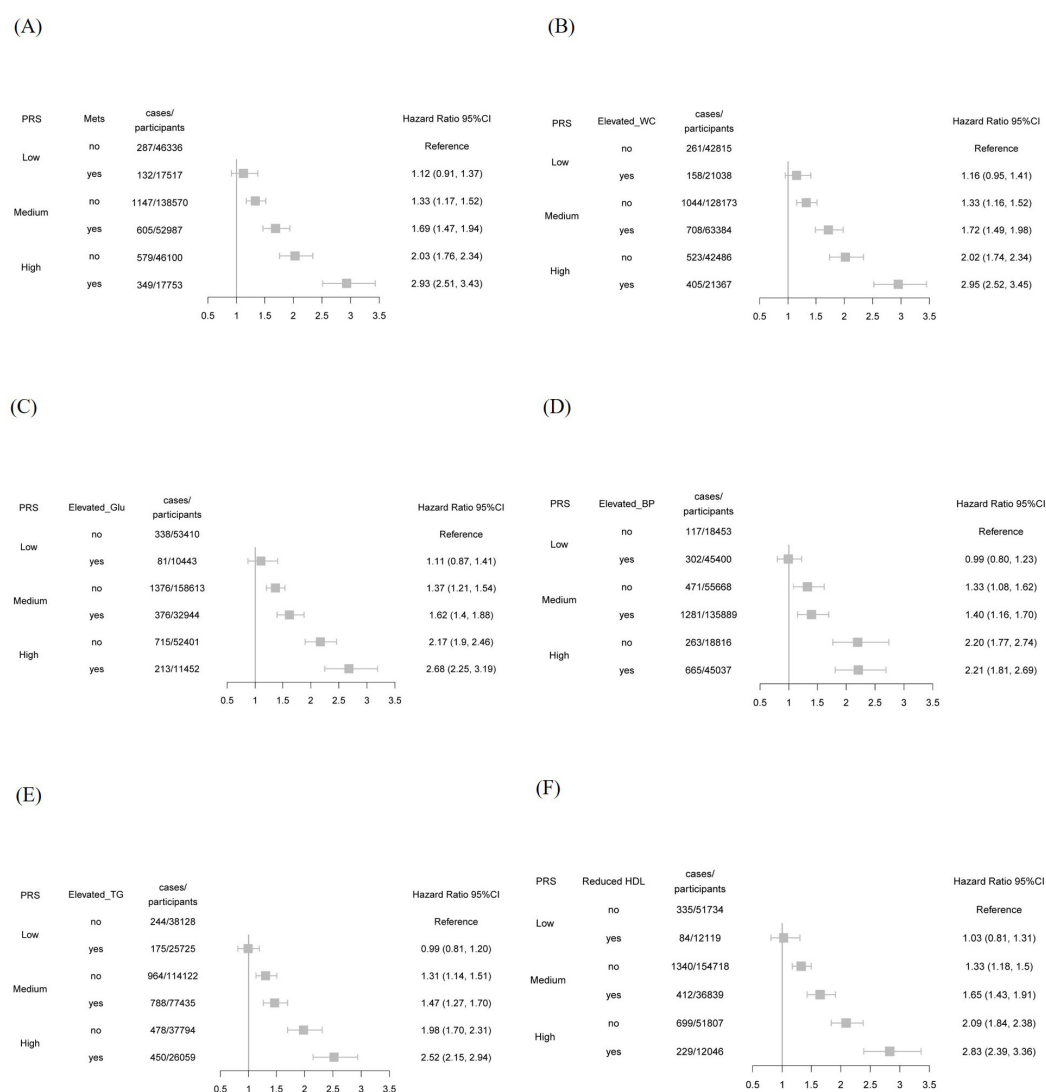 (A)
PRS Mets cases/ participants Hazard Ratio 95%CI
Low
no 287/46336 Reference
yes 132/17517 1.12 (0.91, 1.37)
Medium
no 1147/138570 1.33 (1.17, 1.52)
yes 605/52987 1.69 (1.47, 1.94)
High
no 579/46100 2.03 (1.76, 2.34)
yes 349/17753 2.93 (2.51, 3.43)
0.5 1 1.5 2 2.5 3 3.5
(B)
PRS Elevated_WC cases/ participants Hazard Ratio 95%CI
Low
no 261/42815 Reference
yes 158/21038 1.16 (0.95, 1.41)
Medium
no 1044/128173 1.33 (1.16, 1.52)
yes 708/63384 1.72 (1.49, 1.98)
High
no 523/42486 2.02 (1.74, 2.34)
yes 405/21367 2.95 (2.52, 3.45)
0.5 1 1.5 2 2.5 3 3.5
(C)
PRS Elevated_Glu cases/ participants Hazard Ratio 95%CI
Low
no 338/53410 Reference
yes 81/10443 1.11 (0.87, 1.41)
Medium
no 1376/158613 1.37 (1.21, 1.54)
yes 376/32944 1.62 (1.4, 1.88)
High
no 715/52401 2.17 (1.9, 2.46)
yes 213/11452 2.68 (2.25, 3.19)
0.5 1 1.5 2 2.5 3 3.5
(D)
PRS Elevated_BP cases/ participants Hazard Ratio 95%CI
Low
no 117/18453 Reference
yes 302/45400 0.99 (0.80, 1.23)
Medium
no 471/55668 1.33 (1.08, 1.62)
yes 1281/135889 1.40 (1.16, 1.70)
High
no 263/18816 2.20 (1.77, 2.74)
yes 665/45037 2.21 (1.81, 2.69)
0.5 1 1.5 2 2.5 3 3.5
(E)
PRS Elevated_TG cases/ participants Hazard Ratio 95%CI
Low
no 244/38128 Reference
yes 175/25725 0.99 (0.81, 1.20)
Medium
no 964/114122 1.31 (1.14, 1.51)
yes 788/77435 1.47 (1.27, 1.70)
High
no 478/37794 1.98 (1.70, 2.31)
yes 450/26059 2.52 (2.15, 2.94)
0.5 1 1.5 2 2.5 3 3.5
(F)
PRS Reduced HDL cases/ participants Hazard Ratio 95%CI
Low
no 335/51734 Reference
yes 84/12119 1.03 (0.81, 1.31)
Medium
no 1340/154718 1.33 (1.18, 1.5)
yes 412/36839 1.65 (1.43, 1.91)
High
no 699/51807 2.09 (1.84, 2.38)
yes 229/12046 2.83 (2.39, 3.36)
0.5 1 1.5 2 2.5 3 3.5